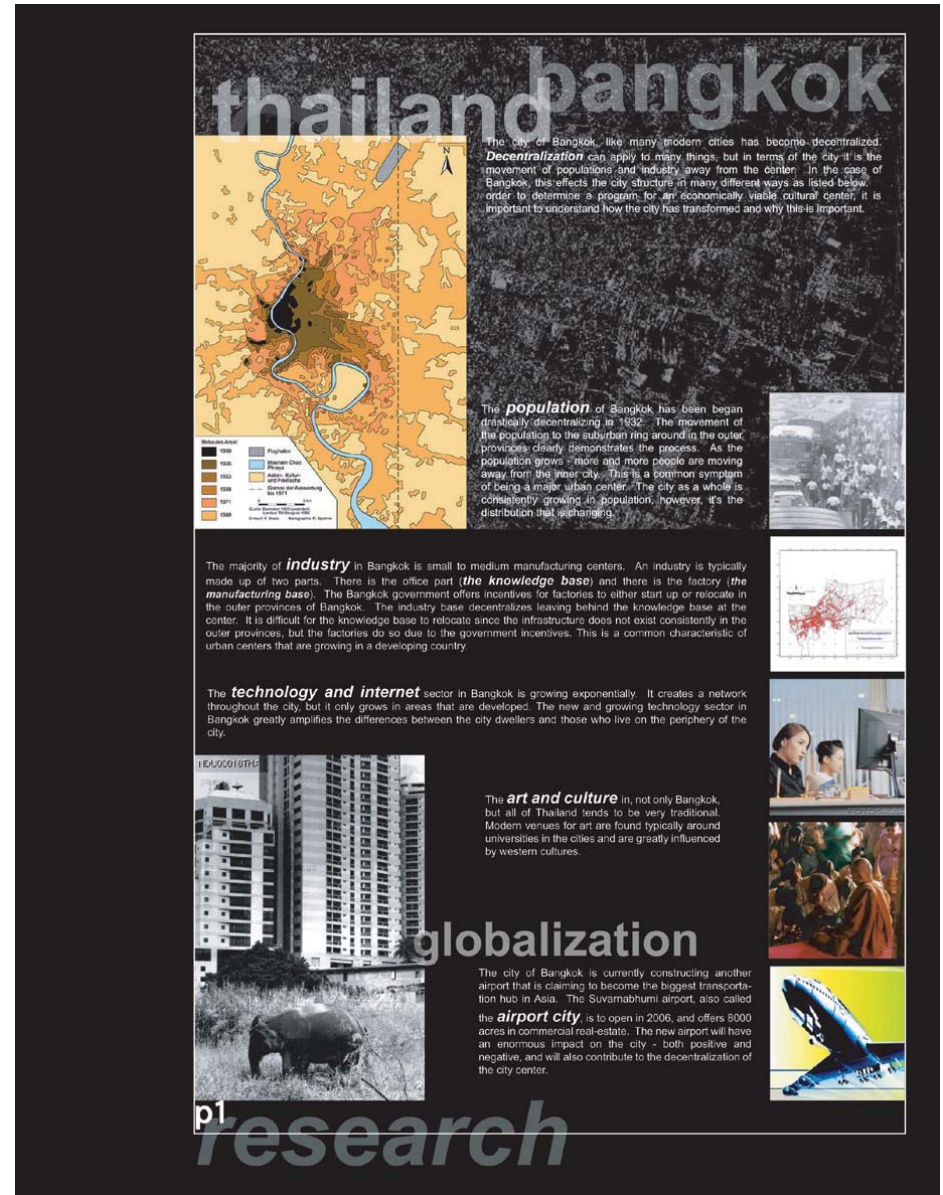 thailand
bangkok
The city of Bangkok, like many modern cities has become decentralized.
Decentralization can apply to many things, but in terms of the city it is the
movement of populations and industry away from the center. In the case of
Bangkok, this effects the city structure in many different ways as listed below.
order to determine a program for an economically viable cultural center, it is
important to understand how the city has transformed and why this is important.
N
Bebautes Areal:
1900
1936
1953
1968
1971
1989
Flughafen
Maenam Chao
Phraya
und Freifläche
Grenze der Ausweitung
bis 1971
The population of Bangkok has been began
drastically decentralizing in 1932. The movement of
the population to the suburban ring around in the outer
provinces clearly demonstrates the process. As the
population grows - more and more people are moving
away from the inner city. This is a common symptom
of being a major urban center. The city as a whole is
consistently growing in population, however, it's the
distribution that is changing.
The majority of industry in Bangkok is small to medium manufacturing centers. An industry is typically
made up of two parts. There is the office part (the knowledge base) and there is the factory (the
manufacturing base). The Bangkok government offers incentives for factories to either start up or relocate in
the outer provinces of Bangkok. The industry base decentralizes leaving behind the knowledge base at the
center. It is difficult for the knowledge base to relocate since the infrastructure does not exist consistently in the
outer provinces, but the factories do so due to the government incentives. This is a common characteristic of
urban centers that are growing in a developing country.
The technology and internet sector in Bangkok is growing exponentially. It creates a network
throughout the city, but it only grows in areas that are developed. The new and growing technology sector in
Bangkok greatly amplifies the differences between the city dwellers and those who live on the periphery of the
city.
NDU00018THA
The art and culture in, not only Bangkok,
but all of Thailand tends to be very traditional.
Modern venues for art are found typically around
universities in the cities and are greatly influenced
by western cultures.
globalization
The city of Bangkok is currently constructing another
airport that is claiming to become the biggest transporta-
tion hub in Asia. The Suvarnabhumi airport, also called
the airport city, is to open in 2006, and offers 8000
acres in commercial real-estate. The new airport will have
an enormous impact on the city - both positive and
negative, and will also contribute to the decentralization of
the city center.
p1
research